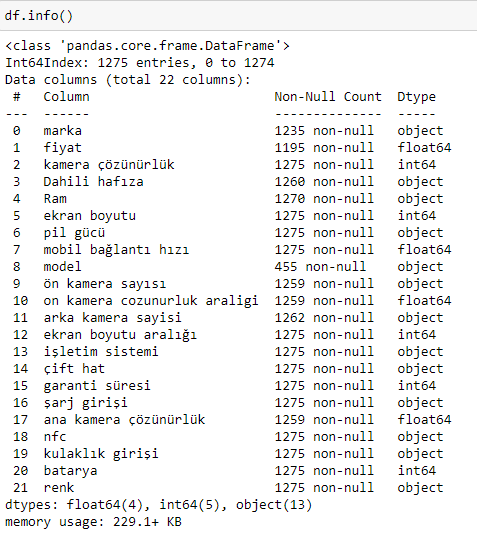 df.info()
<class 'pandas.core.frame.DataFrame'>
Int64Index: 1275 entries, 0 to 1274
Data columns (total 22 columns):
 #   Column                       Non-Null Count  Dtype
---  ------                       --------------  -----
 0   marka                        1235 non-null   object
 1   fiyat                        1195 non-null   float64
 2   kamera çözünürlük            1275 non-null   int64
 3   Dahili hafıza                1260 non-null   object
 4   Ram                          1270 non-null   object
 5   ekran boyutu                 1275 non-null   int64
 6   pil gücü                     1275 non-null   object
 7   mobil bağlantı hızı          1275 non-null   float64
 8   model                        455 non-null    object
 9   ön kamera sayısı             1259 non-null   object
 10  on kamera cozunurluk araligi 1259 non-null   float64
 11  arka kamera sayisi           1262 non-null   object
 12  ekran boyutu aralığı         1275 non-null   int64
 13  işletim sistemi              1275 non-null   object
 14  çift hat                     1275 non-null   object
 15  garanti süresi               1275 non-null   int64
 16  şarj girişi                  1275 non-null   object
 17  ana kamera çözünürlük        1259 non-null   float64
 18  nfc                          1275 non-null   object
 19  kulaklık girişi              1275 non-null   object
 20  batarya                      1275 non-null   int64
 21  renk                         1275 non-null   object
dtypes: float64(4), int64(5), object(13)
memory usage: 229.1+ KB